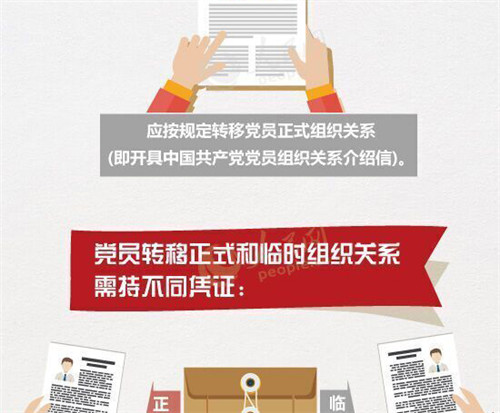 应按规定转移党员正式组织关系
(即开具中国共产党党员组织关系介绍信)。
党员转移正式和临时组织关系
需持不同凭证：
正
临